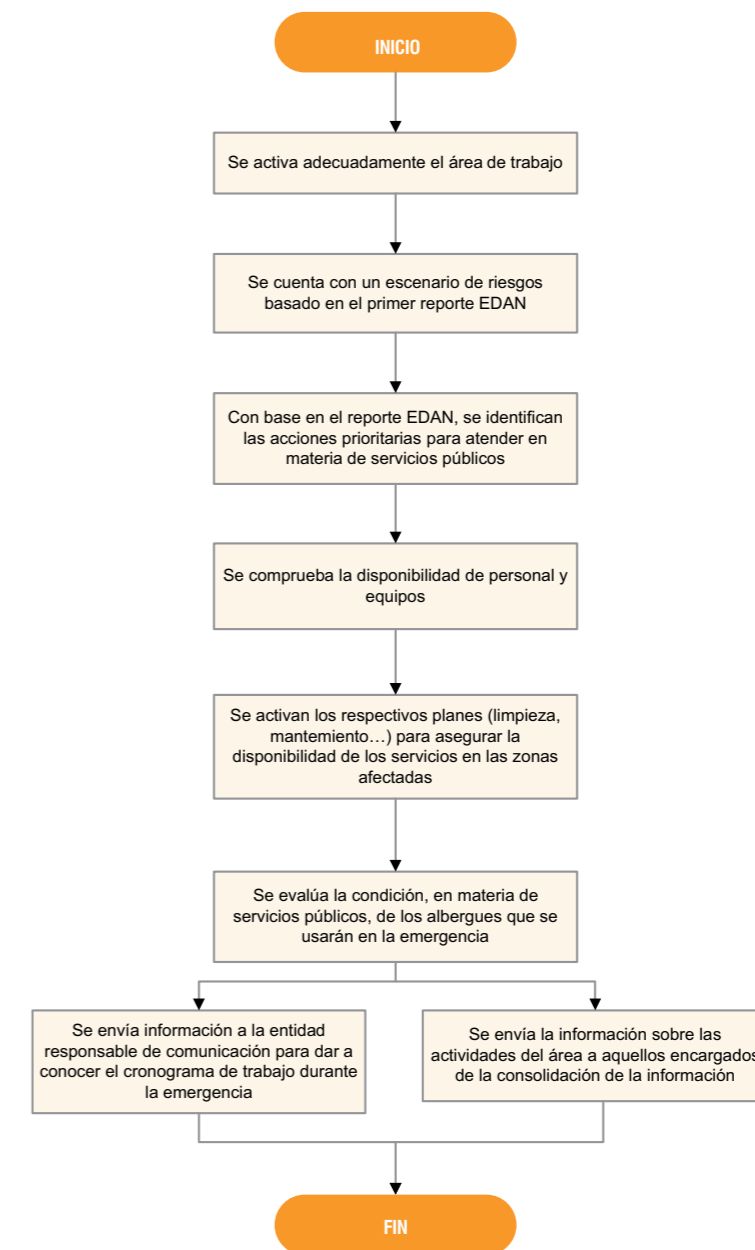 INICIO
Se activa adecuadamente el área de trabajo
Se cuenta con un escenario de riesgos
basado en el primer reporte EDAN
Con base en el reporte EDAN, se identifican
las acciones prioritarias para atender en
materia de servicios públicos
Se comprueba la disponibilidad de personal y
equipos
Se activan los respectivos planes (limpieza,
mantemiento…) para asegurar la
disponibilidad de los servicios en las zonas
afectadas
Se evalúa la condición, en materia de
servicios públicos, de los albergues que se
usarán en la emergencia
Se envía información a la entidad
responsable de comunicación para dar a
conocer el cronograma de trabajo durante
la emergencia
Se envía la información sobre las
actividades del área a aquellos encargados
de la consolidación de la información
FIN